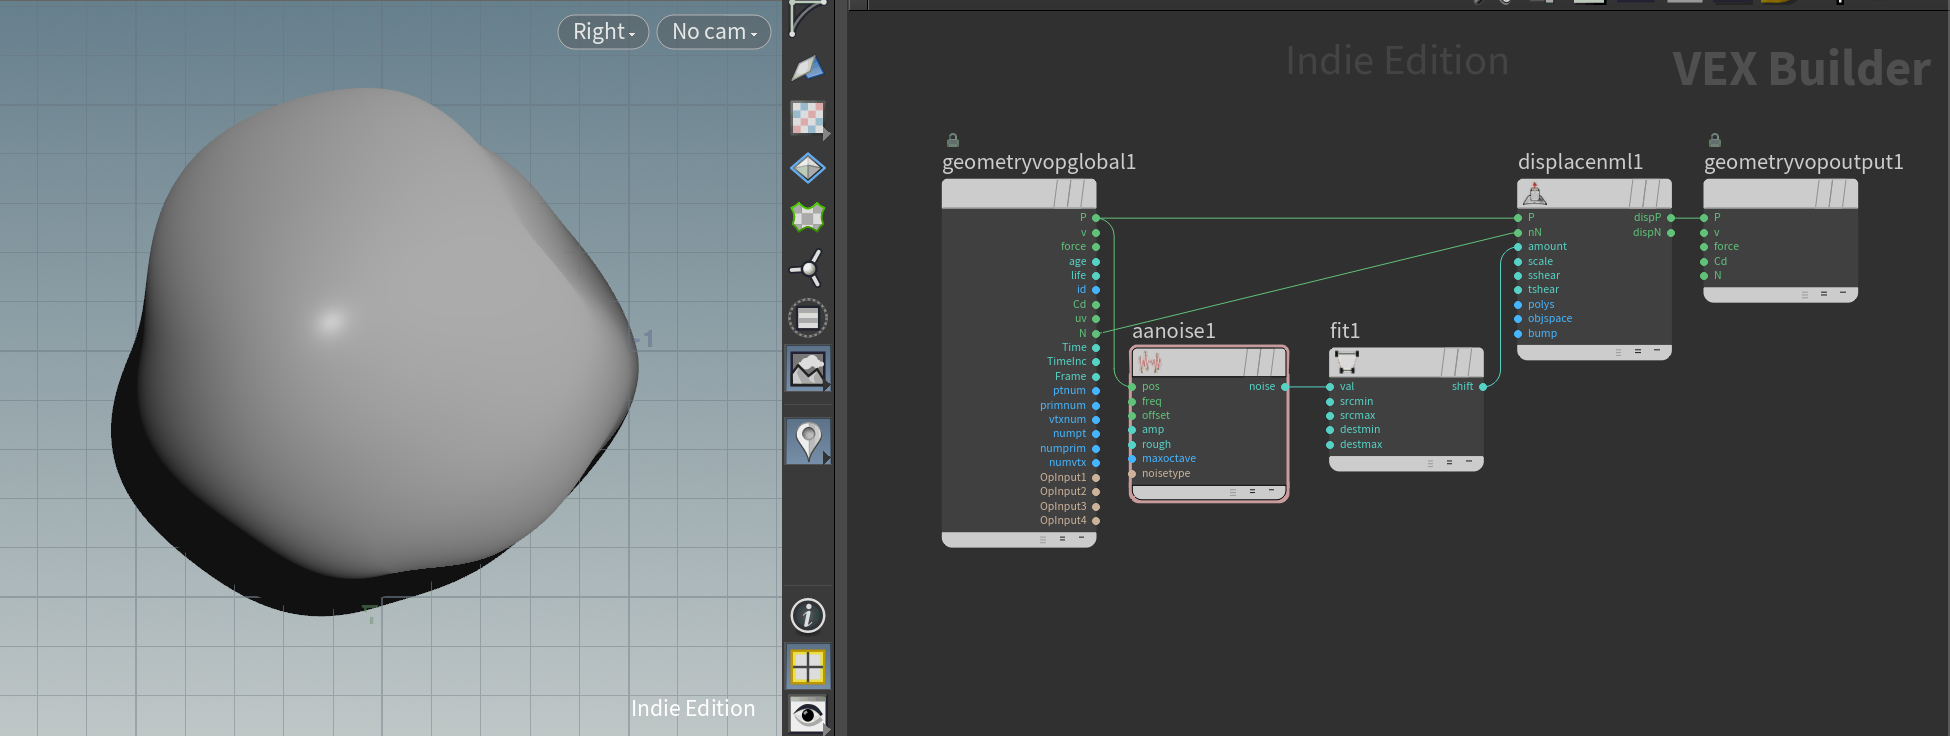 Right
No cam
-1
Indie Edition
Indie Edition
VEX Builder
geometryvopglobal1
P
v
force
age
life
id
Cd
uv
N
Time
TimeInc
Frame
ptnum
primnum
vtxnum
numpt
numprim
numvtx
OpInput1
OpInput2
OpInput3
OpInput4
aanoise1
pos noise
freq
offset
amp
rough
maxoctave
noisetype
fit1
val shift
srcmin
srcmax
destmin
destmax
displacenml1
P dispP
nN dispN
amount
scale
sshear
tshear
polys
objspace
bump
geometryvopoutput1
P
v
force
Cd
N